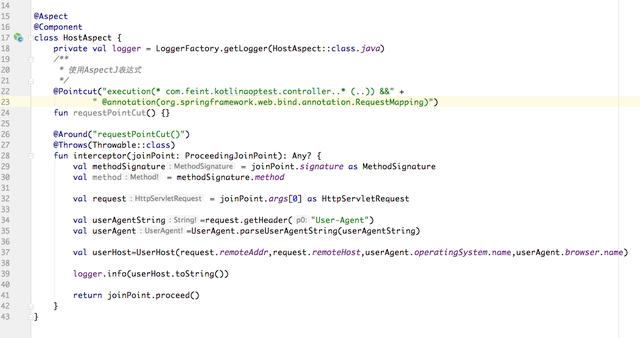 14
15
16 @Aspect
@Component
17 class HostAspect {
18 private val logger = LoggerFactory.getLogger(HostAspect::class.java)
19 /**
20 * 使用AspectJ表达式
21 */
22 @Pointcut("execution(* com.feint.kotlinaoptest.controller..* (..)) &&" +
23 " @annotation(org.springframework.web.bind.annotation.RequestMapping)")
24 fun requestPointCut() {}
25
26 @Around("requestPointCut()")
27 @Throws(Throwable::class)
28 fun interceptor(joinPoint: ProceedingJoinPoint): Any? {
29 val methodSignature : MethodSignature = joinPoint.signature as MethodSignature
30 val method : Method! = methodSignature.method
31
32 val request : HttpServletRequest = joinPoint.args[0] as HttpServletRequest
33
34 val userAgentString : String! =request.getHeader( p0: "User-Agent")
35 val userAgent : UserAgent! =UserAgent.parseUserAgentString(userAgentString)
36
37 val userHost=UserHost(request.remoteAddr,request.remoteHost,userAgent.operatingSystem.name,userAgent.browser.name)
38
39 logger.info(userHost.toString())
40
41 return joinPoint.proceed()
42 }
43 }